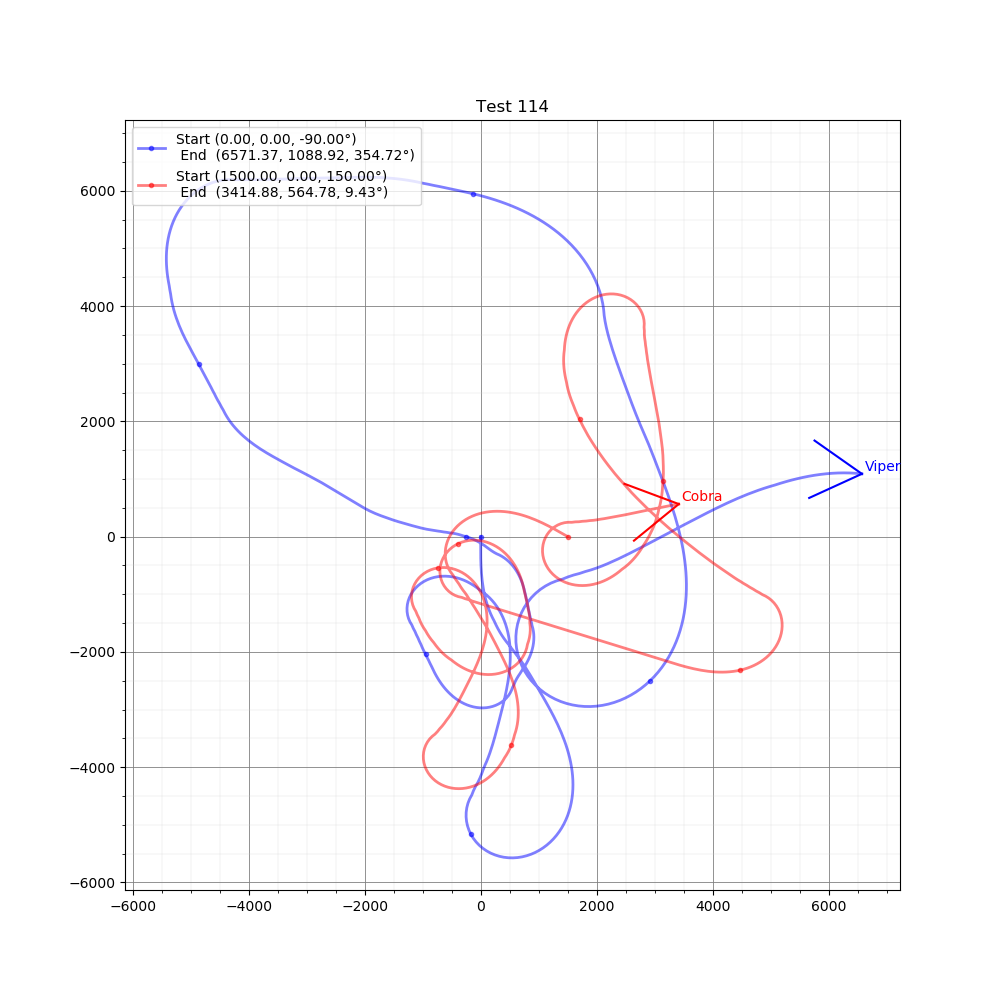 Test 114
Start (0.00, 0.00, -90.00°)
End (6571.37, 1088.92, 354.72°)
Start (1500.00, 0.00, 150.00°)
End (3414.88, 564.78, 9.43°)
6000
4000
2000
0
−2000
−4000
−6000
Viper
Cobra
−6000 −4000 −2000 0 2000 4000 6000